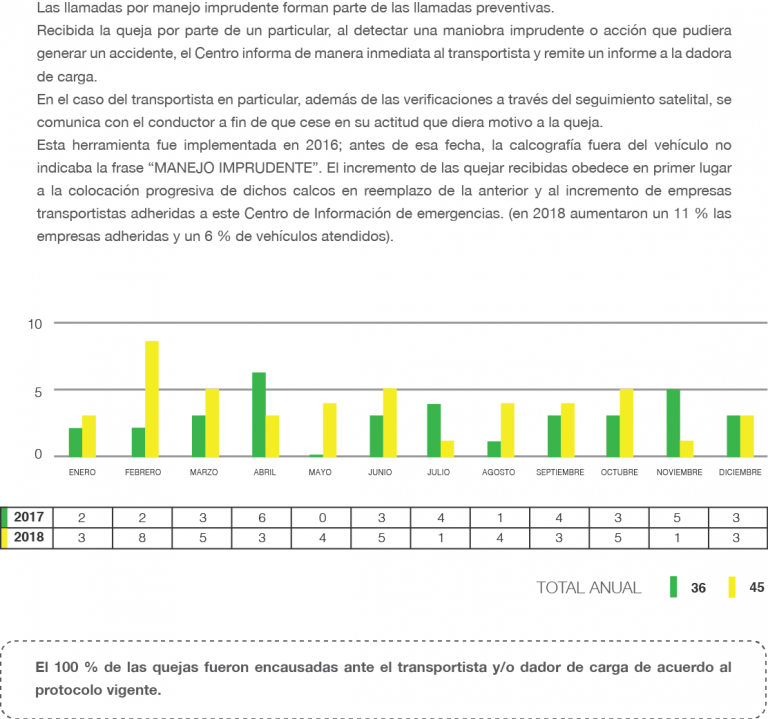 Las llamadas por manejo imprudente forman parte de las llamadas preventivas.
Recibida la queja por parte de un particular, al detectar una maniobra imprudente o acción que pudiera
generar un accidente, el Centro informa de manera inmediata al transportista y remite un informe a la dadora
de carga.
En el caso del transportista en particular, además de las verificaciones a través del seguimiento satelital, se
comunica con el conductor a fin de que cese en su actitud que diera motivo a la queja.
Esta herramienta fue implementada en 2016; antes de esa fecha, la calcografía fuera del vehículo no
indicaba la frase “MANEJO IMPRUDENTE”. El incremento de las quejar recibidas obedece en primer lugar
a la colocación progresiva de dichos calcos en reemplazo de la anterior y al incremento de empresas
transportistas adheridas a este Centro de Información de emergencias. (en 2018 aumentaron un 11 % las
empresas adheridas y un 6 % de vehículos atendidos).
10
5
0
ENERO FEBRERO MARZO ABRIL MAYO JUNIO JULIO AGOSTO SEPTIEMBRE OCTUBRE NOVIEMBRE DICIEMBRE
2017 2 2 3 6 0 3 4 1 4 3 5 3
2018 3 8 5 3 4 5 1 4 3 5 1 3
TOTAL ANUAL 36 45
El 100 % de las quejas fueron encausadas ante el transportista y/o dador de carga de acuerdo al
protocolo vigente.